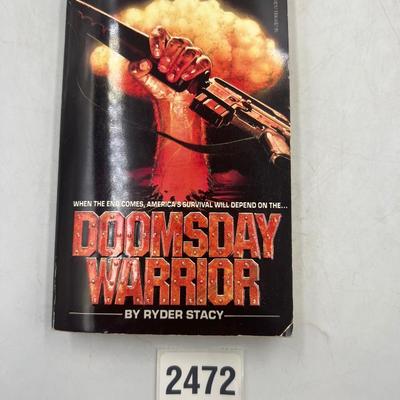 WHEN THE END COMES, AMERICA'S SURVIVAL WILL DEPEND ON THE...
DOOMSDAY
WARRIOR
BY RYDER STACY
2472